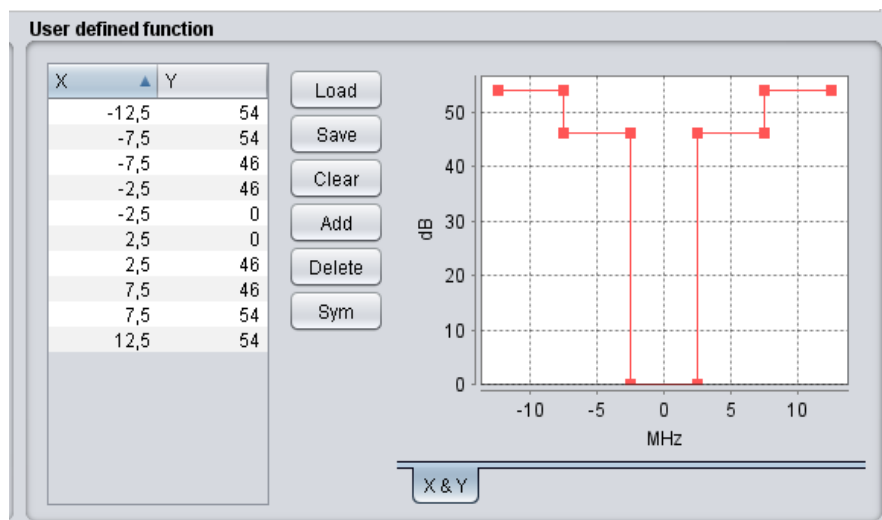 User defined function
X Y
-12,5 54
-7,5 54
-7,5 46
-2,5 46
-2,5 0
2,5 0
2,5 46
7,5 46
7,5 54
12,5 54
Load
Save
Clear
Add
Delete
Sym
dB
50
40
30
20
10
0
-10 -5 0 5 10
MHz
X & Y